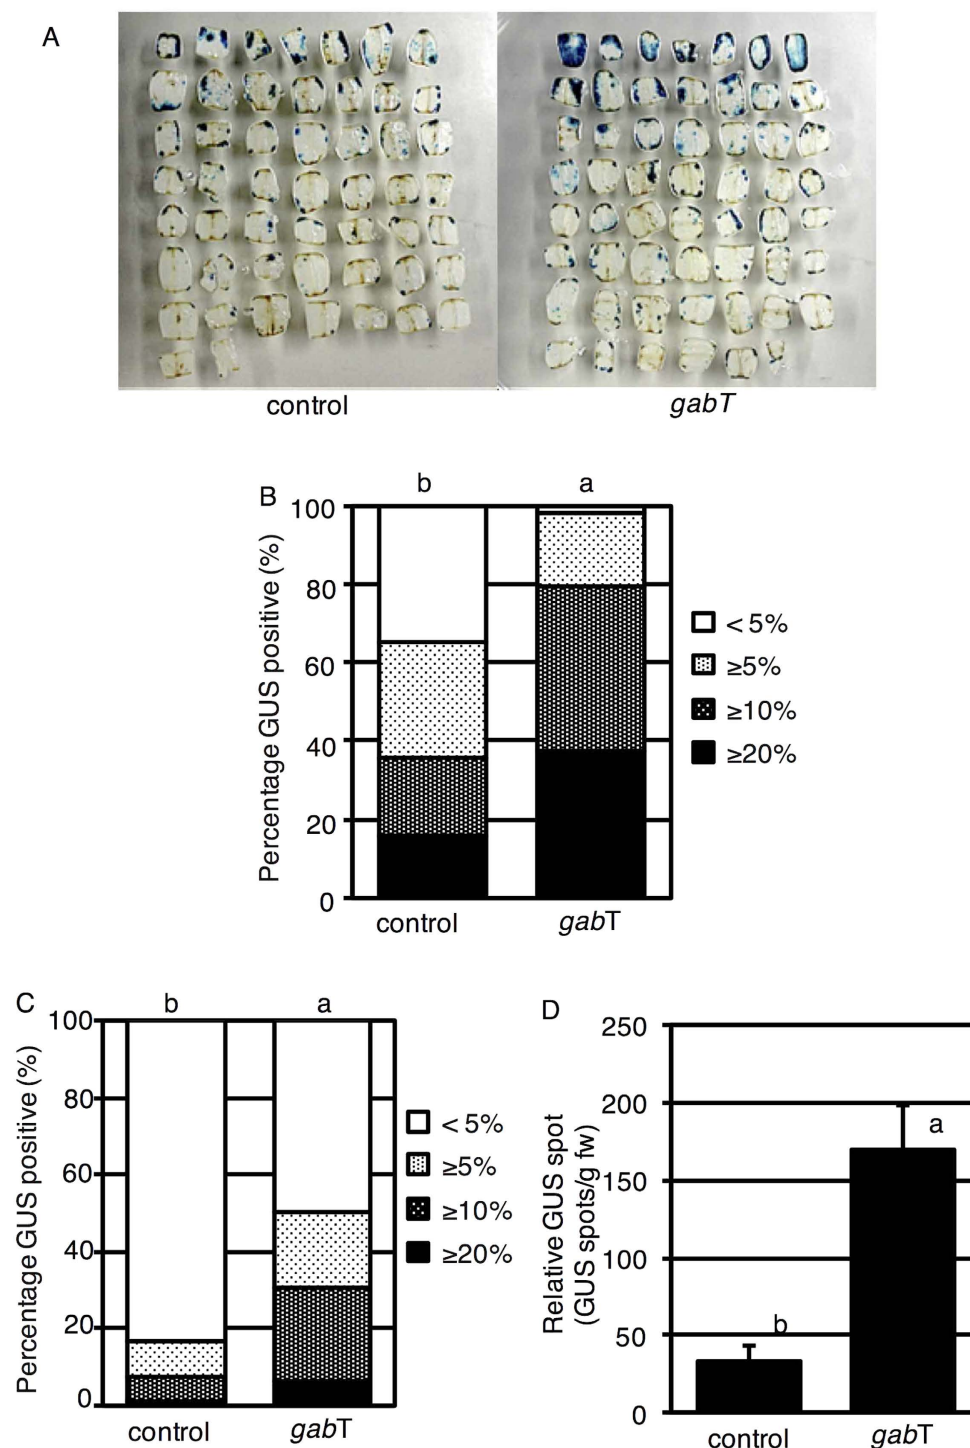 A
control
gabT
B
b a
Percentage GUS positive (%)
100
80
60
40
20
0
< 5%
≥5%
≥10%
≥20%
control
gabT
C
b a
Percentage GUS positive (%)
100
80
60
40
20
0
< 5%
≥5%
≥10%
≥20%
control
gabT
D
Relative GUS spot
(GUS spots/g fw)
250
200
150
100
50
0
b
a
control
gabT